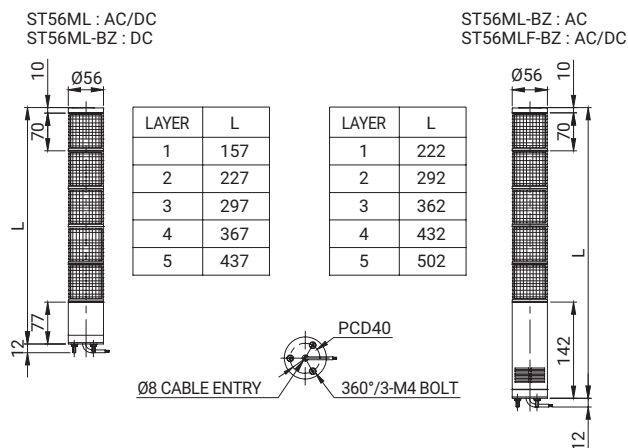 ST56ML : AC/DC
ST56ML-BZ : DC
ST56ML-BZ : AC
ST56MLF-BZ : AC/DC
10
Ø56
70
L
77
12
LAYER L
1 157
2 227
3 297
4 367
5 437
LAYER L
1 222
2 292
3 362
4 432
5 502
Ø56
10
70
L
142
12
PCD40
Ø8 CABLE ENTRY
360°/3-M4 BOLT